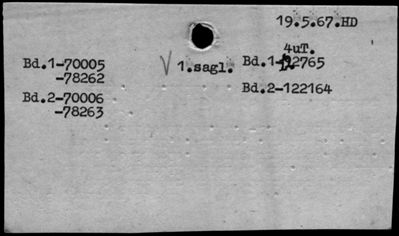 19.5.67.HD
4uT.
Bd.1-70005
-78262
1.sagl.
Bd.2-70006
-78263
Bd.2-122164